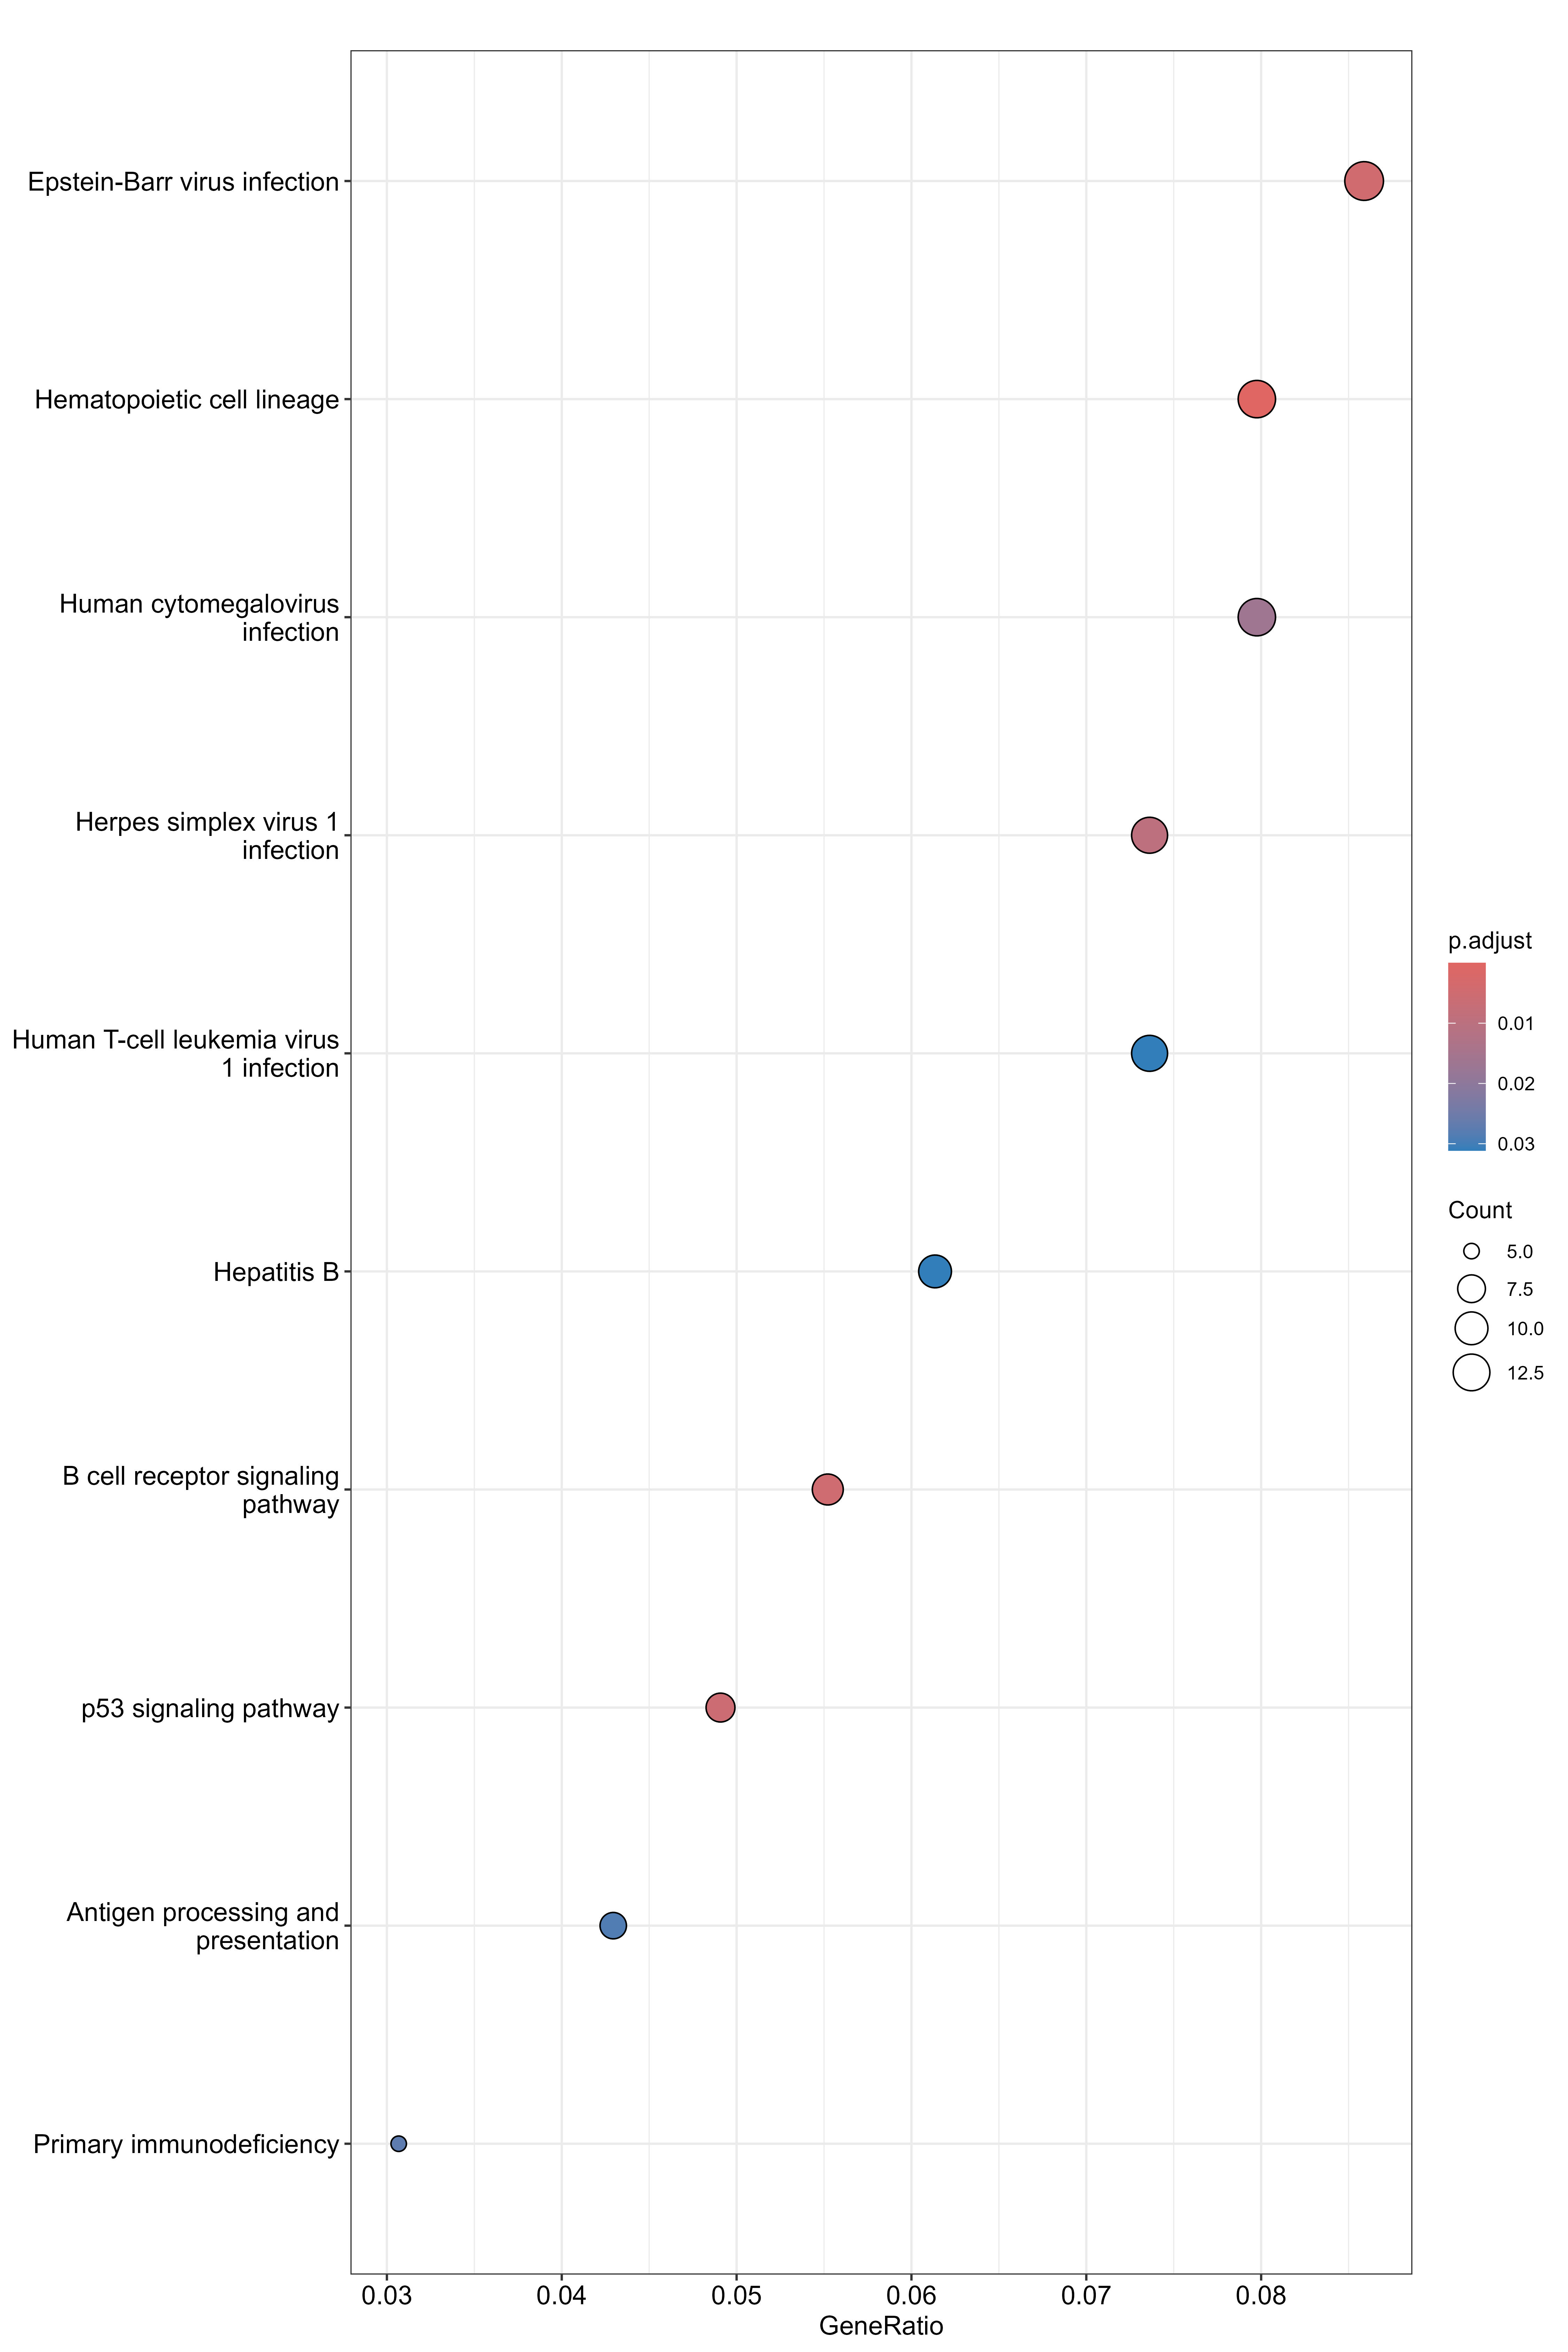 Epstein-Barr virus infection
Hematopoietic cell lineage
Human cytomegalovirus
infection
Herpes simplex virus 1
infection
Human T-cell leukemia virus
1 infection
Hepatitis B
B cell receptor signaling
pathway
p53 signaling pathway
Antigen processing and
presentation
Primary immunodeficiency
0.03 0.04 0.05 0.06 0.07 0.08
GeneRatio
p.adjust
0.01
0.02
0.03
Count
5.0
7.5
10.0
12.5